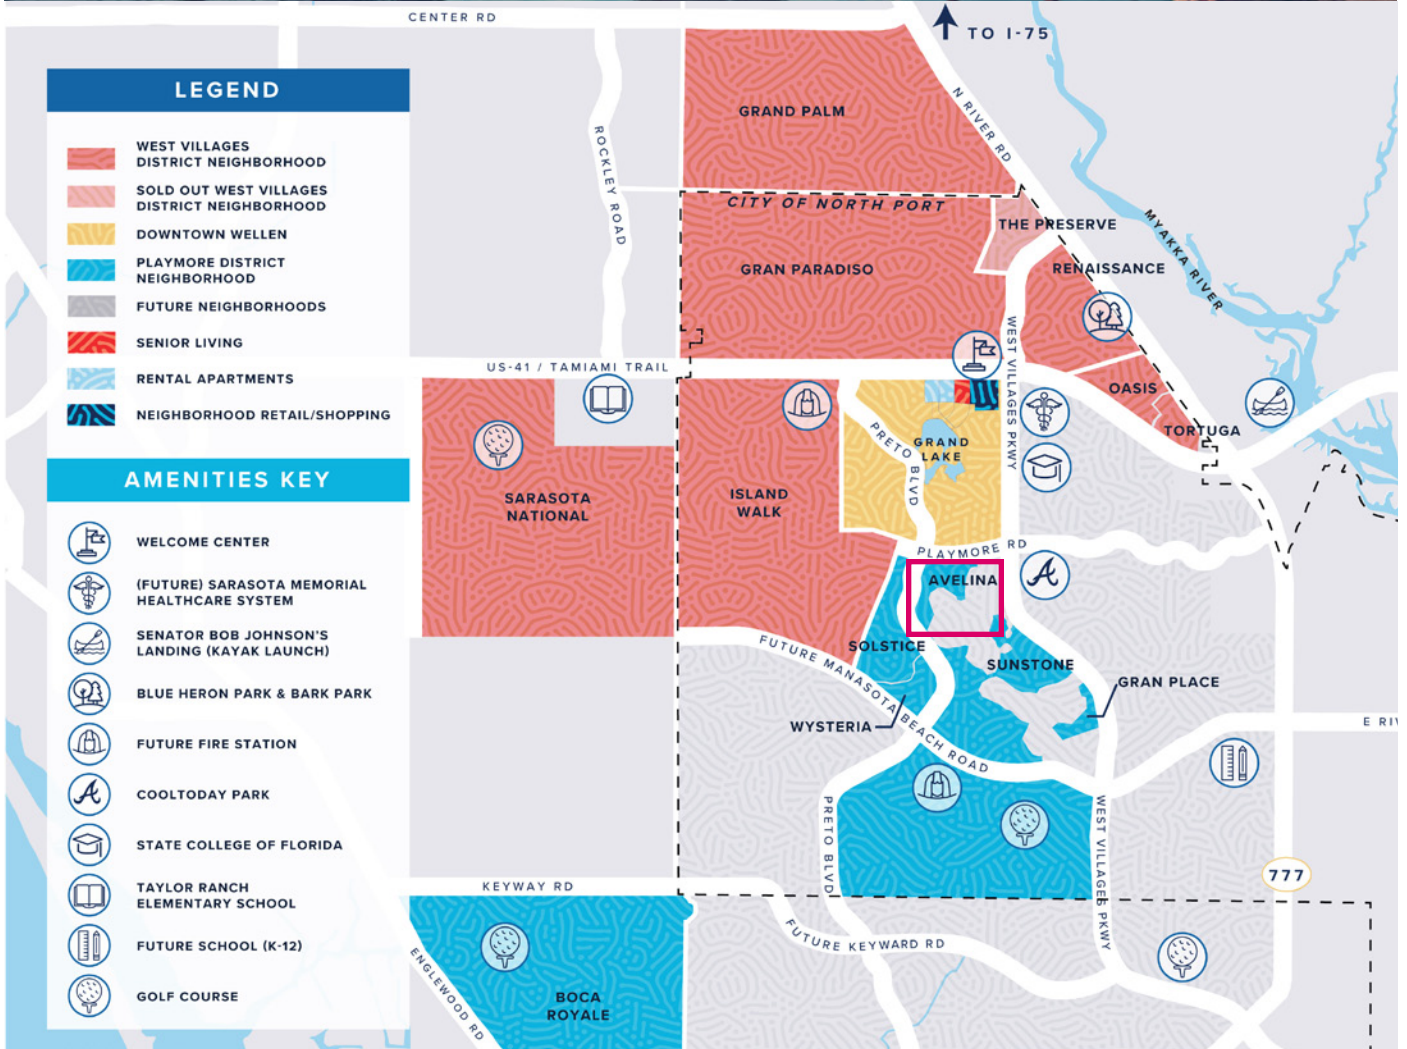 CENTER RD
TO I-75
LEGEND
WEST VILLAGES
DISTRICT NEIGHBORHOOD
SOLD OUT WEST VILLAGES
DISTRICT NEIGHBORHOOD
DOWNTOWN WELLEN
PLAYMORE DISTRICT
NEIGHBORHOOD
FUTURE NEIGHBORHOODS
SENIOR LIVING
RENTAL APARTMENTS
NEIGHBORHOOD RETAIL/SHOPPING
AMENITIES KEY
WELCOME CENTER
(FUTURE) SARASOTA MEMORIAL
HEALTHCARE SYSTEM
SENATOR BOB JOHNSON'S
LANDING (KAYAK LAUNCH)
BLUE HERON PARK & BARK PARK
FUTURE FIRE STATION
A
COOLTODAY PARK
STATE COLLEGE OF FLORIDA
TAYLOR RANCH
ELEMENTARY SCHOOL
FUTURE SCHOOL (K-12)
GOLF COURSE
ROCKLEY ROAD
GRAND PALM
N RIVER RD
CITY OF NORTH PORT
THE PRESERVE
MYAKKA RIVER
GRAN PARADISO
RENAISSANCE
WEST VILLAGES PKWY
US-41 / TAMIAMI TRAIL
OASIS
TORTUGA
PRETO BLVD
GRAND
LAKE
SARASOTA
NATIONAL
ISLAND
WALK
PLAYMORE RD
AVELINA
A
SOLSTICE
SUNSTONE
FUTURE MANASOTA BEACH ROAD
GRAN PLACE
WYSTERIA
E RIV
PRETO BLVD
WEST VILLAGES PKWY
777
KEYWAY RD
FUTURE KEYWARD RD
ENGLEWOOD RD
BOCA
ROYALE